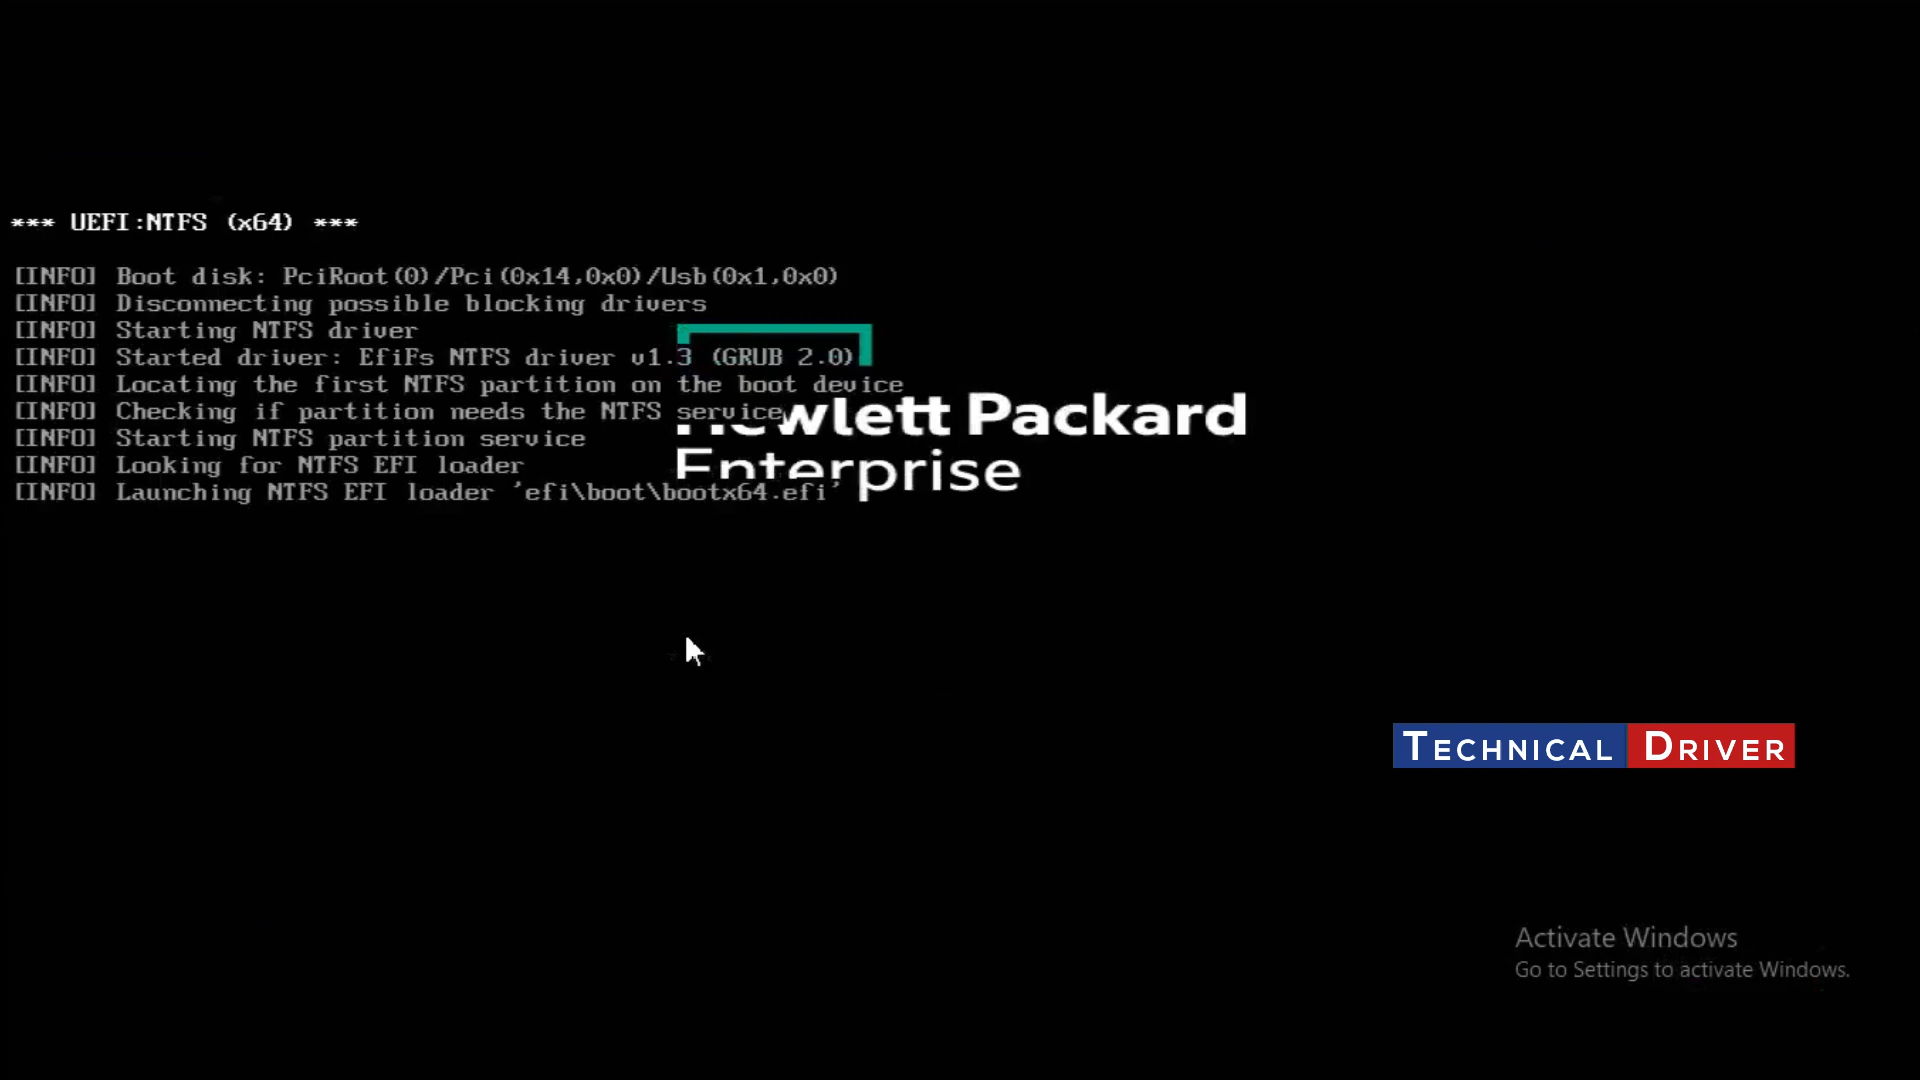 *** UEFI:NTFS (x64) ***
[INFO] Boot disk: PciRoot(0)/Pci(0x14,0x0)/Usb(0x1,0x0)
[INFO] Disconnecting possible blocking drivers
[INFO] Starting NTFS driver
[INFO] Started driver: EfiFs NTFS driver v1.3 (GRUB 2.0)
[INFO] Locating the first NTFS partition on the boot device
[INFO] Checking if partition needs the NTFS service
[INFO] Starting NTFS partition service
[INFO] Looking for NTFS EFI loader
[INFO] Launching NTFS EFI loader 'efi\boot\bootx64.efi'
Hewlett Packard
Enterprise
TECHNICAL DRIVER
Activate Windows
Go to Settings to activate Windows.